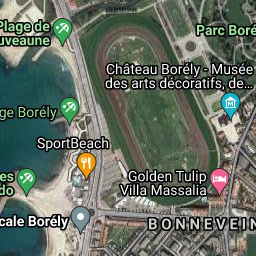 Plage de
uveaune
Parc Boré
Château Borély - Musée
des arts décoratifs, de...
ge Borély
SportBeach
Golden Tulip
Villa Massalia
es
do
cale Borély
BONNEVEIN